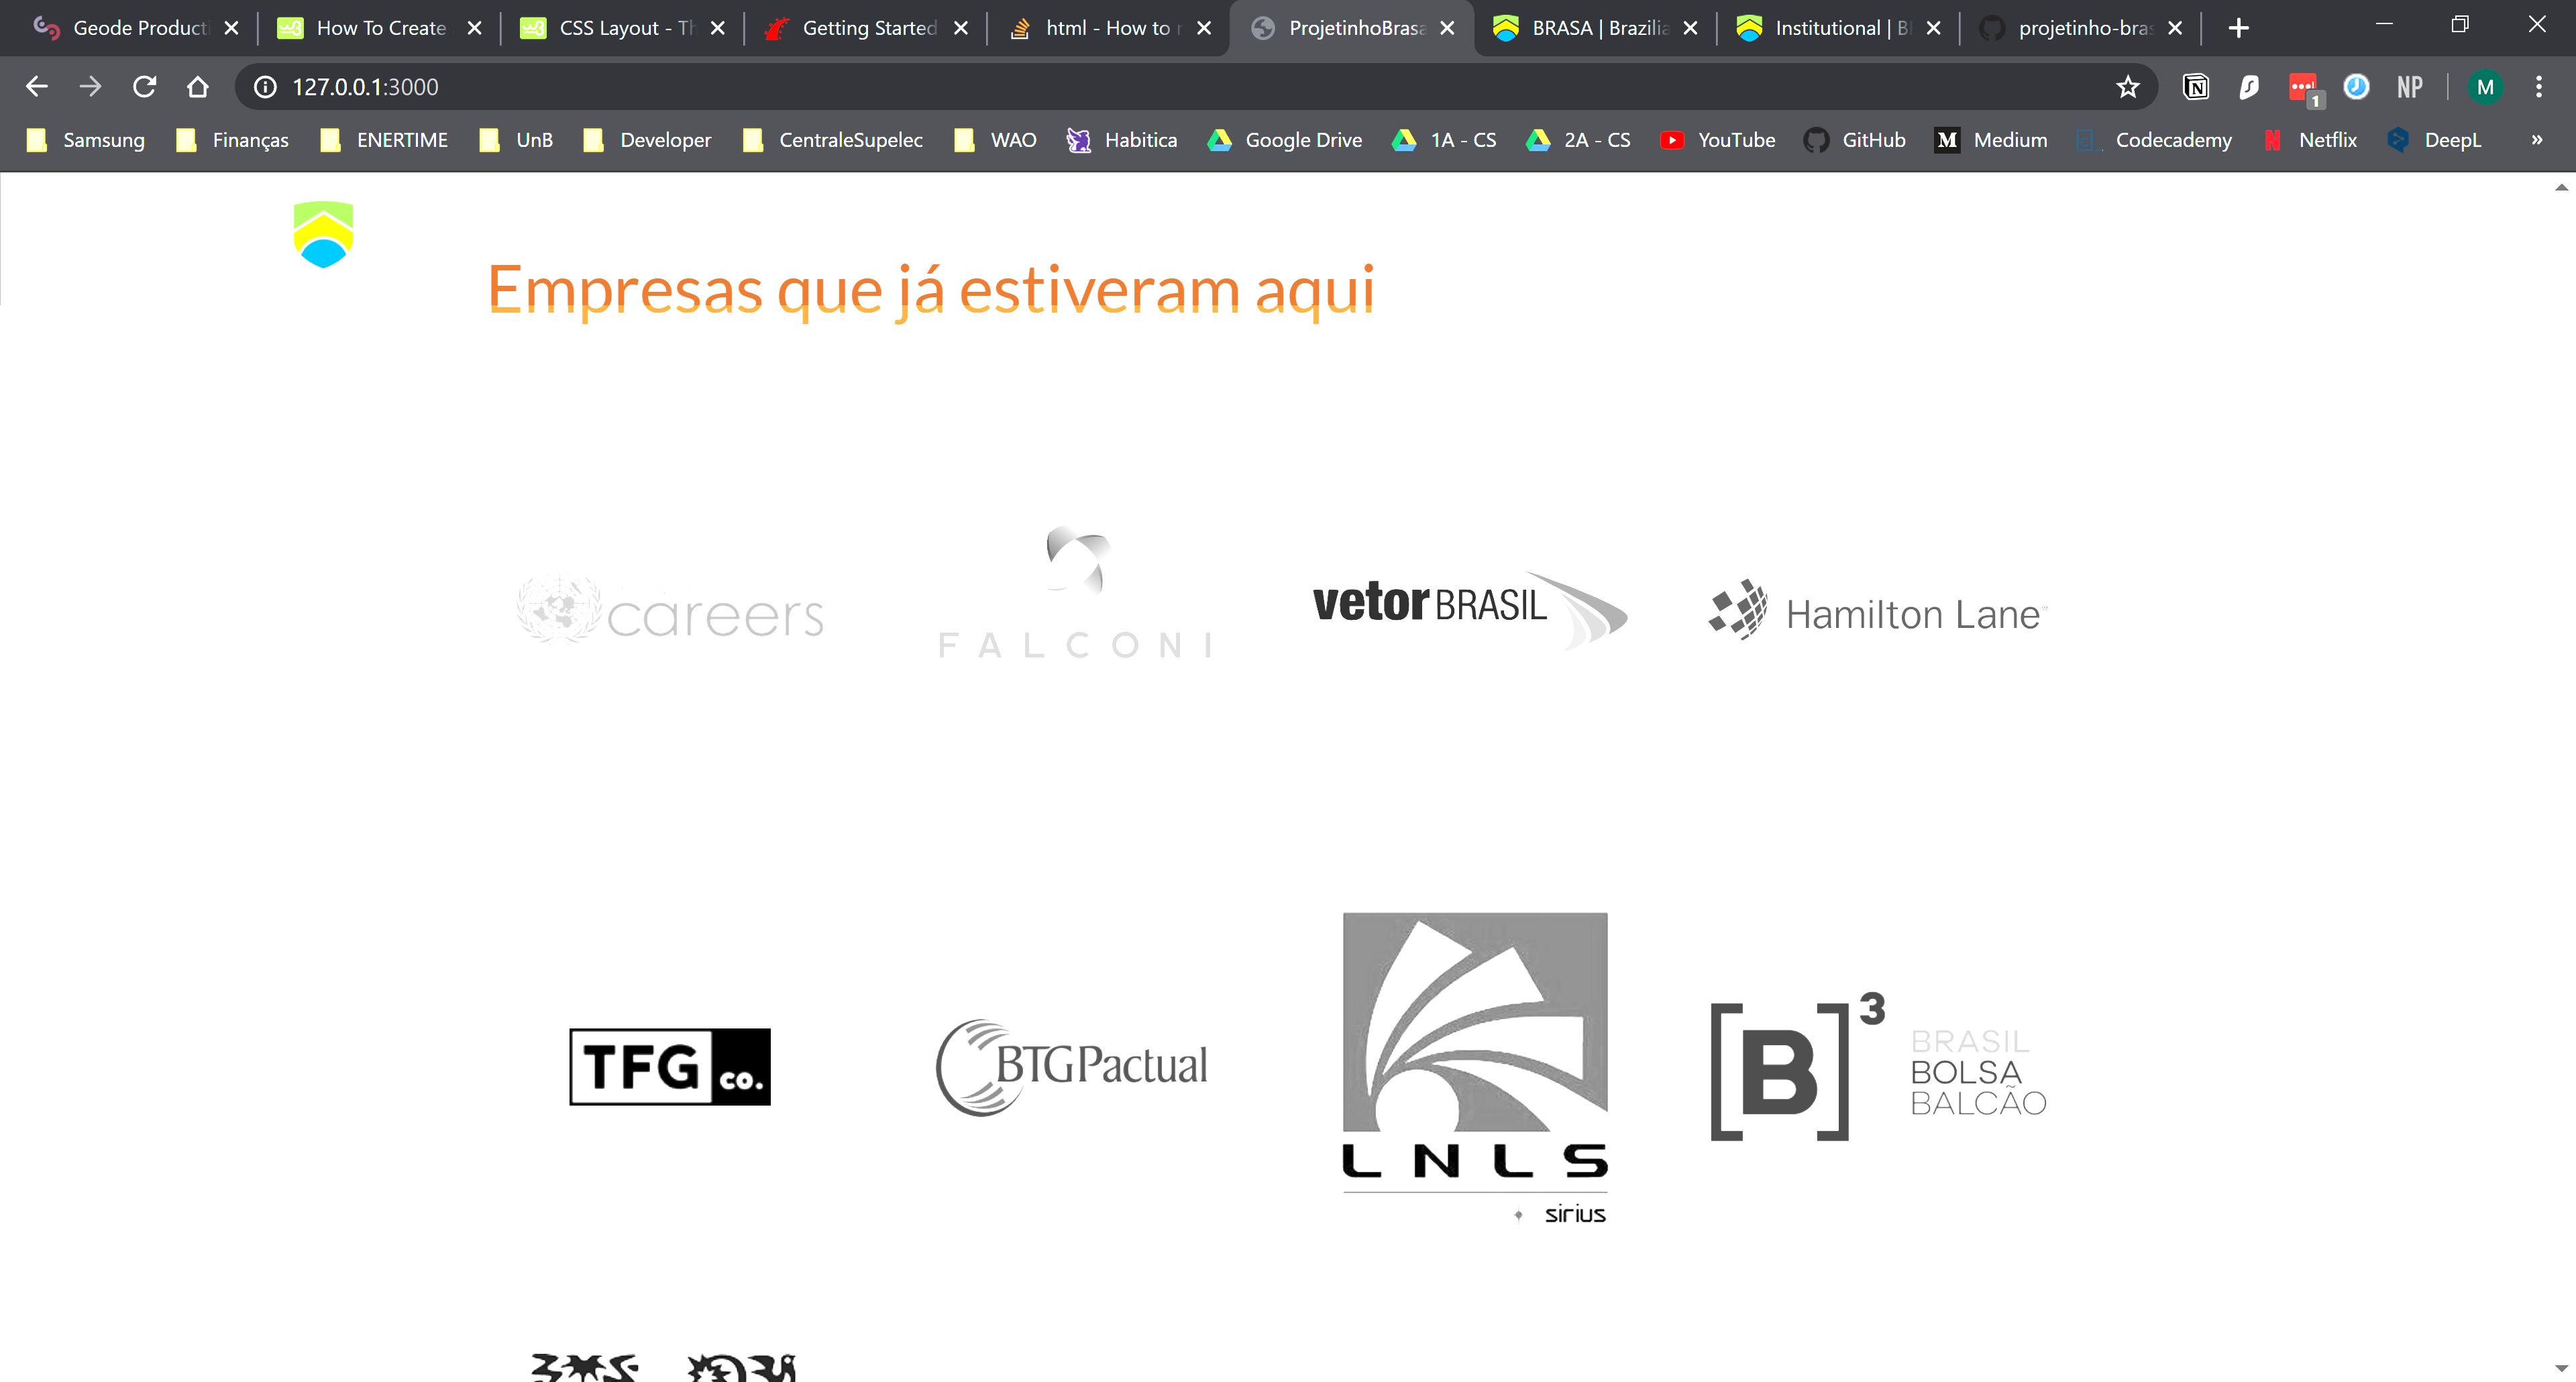 Geode Producti
How To Create
CSS Layout - Th
Getting Started
html - How to r
ProjetinhoBrasa
BRASA | Brazilia
Institutional | B
projetinho-bras
127.0.0.1:3000
N
1
NP
M
Samsung
Finanças
ENERTIME
UnB
Developer
CentraleSupelec
WAO
Habitica
Google Drive
1A - CS
2A - CS
YouTube
GitHub
M Medium
Codecademy
N Netflix
DeepL
»
Empresas que já estiveram aqui
careers
FALCONI
vetor BRASIL
Hamilton Lane
TFG co.
BTGPactual
LNLS
sirius
[B]³
BRASIL
BOLSA
BALCÃO